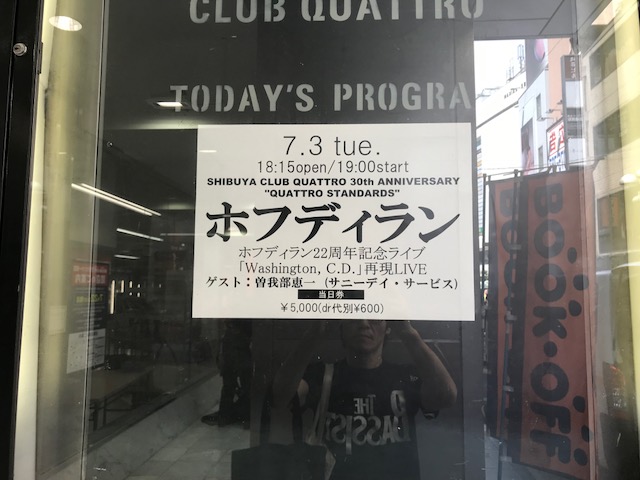 CLUB QUATTRO
TODAY'S PROGRA
7.3 tue.
18:15open/19:00start
SHIBUYA CLUB QUATTRO 30th ANNIVERSARY
"QUATTRO STANDARDS"
ホフディラン
ホフディラン22周年記念ライブ
「Washington, C.D.」再現LIVE
ゲスト：曽我部恵一（サニーデイ・サービス）
当日券
￥5,000(dr代別¥600)
BOOK・OFF
THE
BASSIST